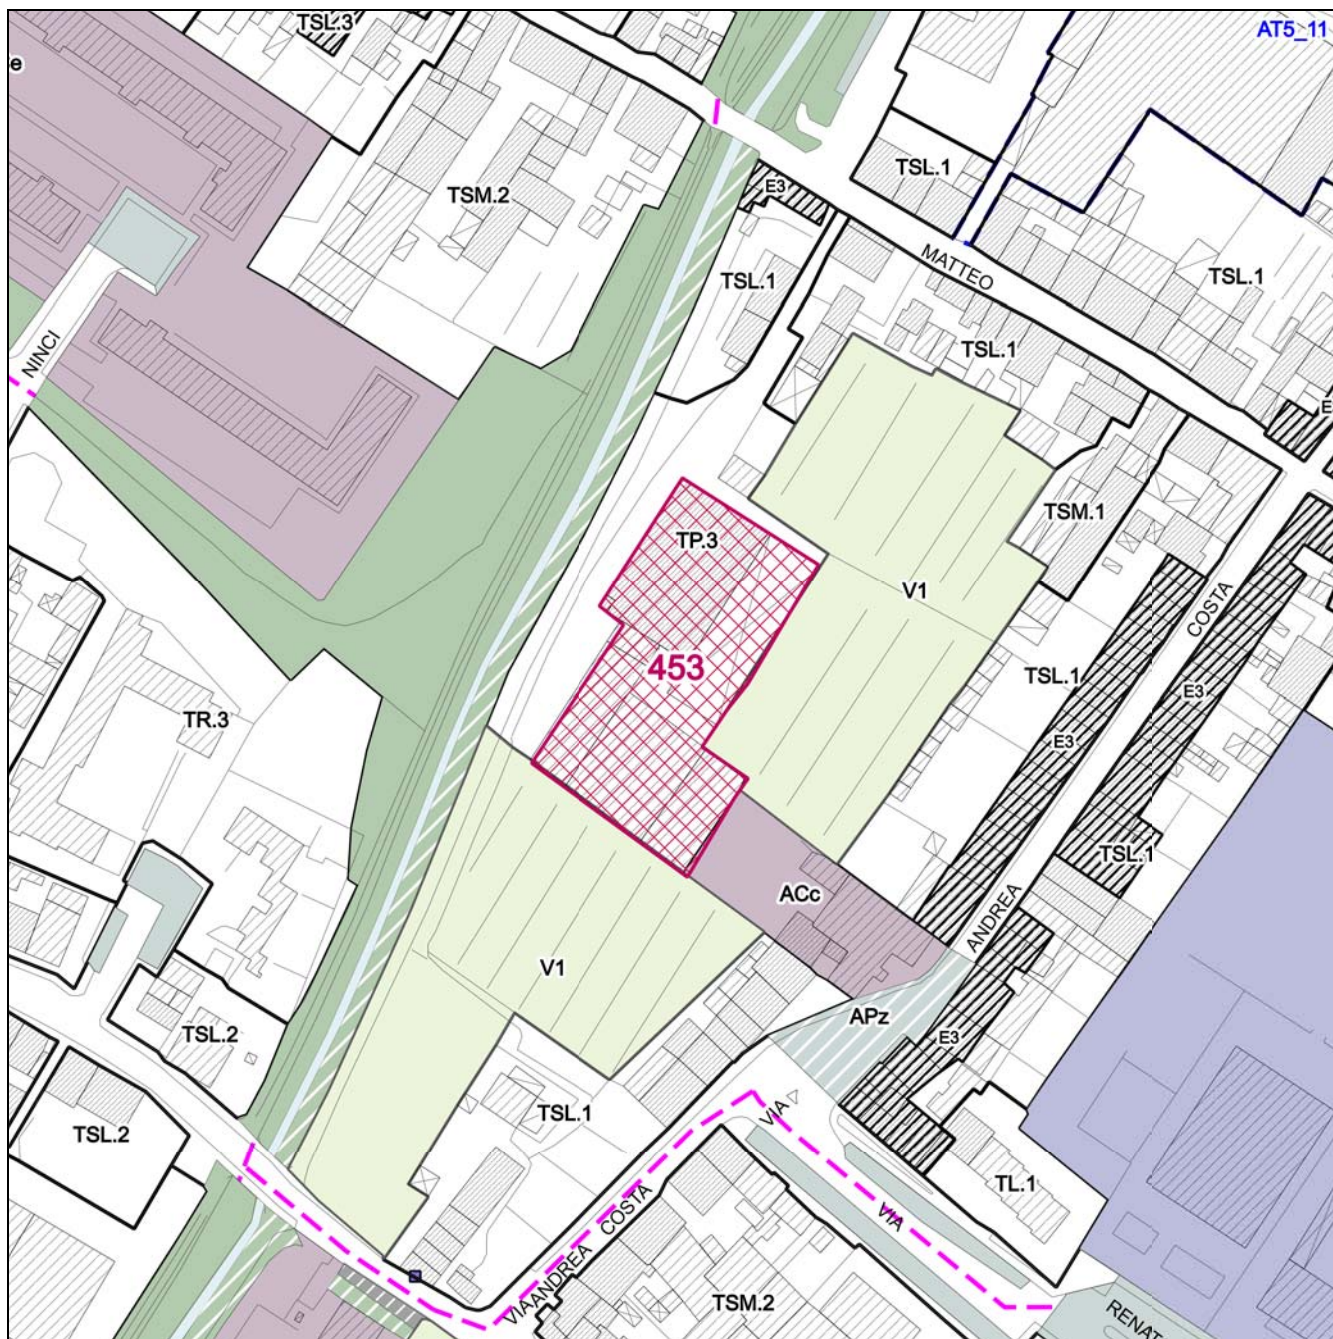 TSL.3
AT5_11
e
TSM.2
TSL.1
E3
TSL.1
MATTEO
TSL.1
NINCI
TSL.1
E
TSM.1
TP.3
V1
COSTA
453
TSL.1
E3
TR.3
E3
TSL.1
ACc
ANDREA
V1
APz
TSL.2
E3
TSL.1
VIA
TSL.2
TL.1
VIA
COSTA
VIA ANDREA
TSM.2
RENAT